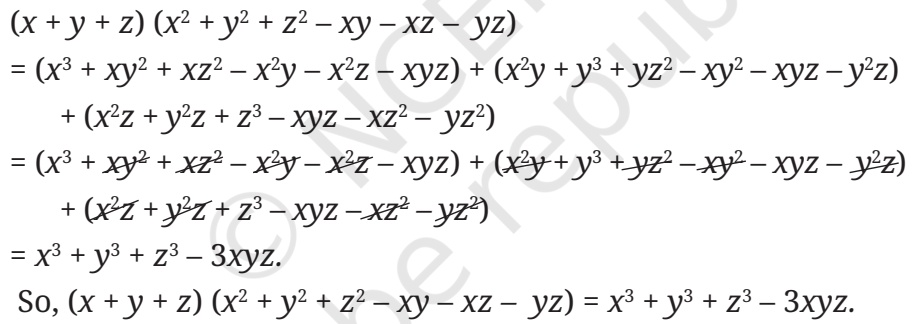 (x + y + z) (x² + y² + z² – xy – xz – yz)
= (x³ + xy² + xz² – x²y – x²z – xyz) + (x²y + y³ + yz² – xy² – xyz – y²z)
+ (x²z + y²z + z³ – xyz – xz² – yz²)
= (x³ + xy² + xz² – x²y – x²z – xyz) + (x²y + y³ + yz² – xy² – xyz – y²z)
+ (x²z + y²z + z³ – xyz – xz² – yz²)
= x³ + y³ + z³ – 3xyz.
So, (x + y + z) (x² + y² + z² – xy – xz – yz) = x³ + y³ + z³ – 3xyz.